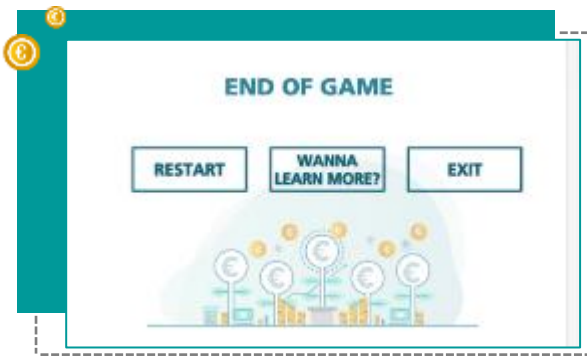 END OF GAME
RESTART
WANNA
LEARN MORE?
EXIT